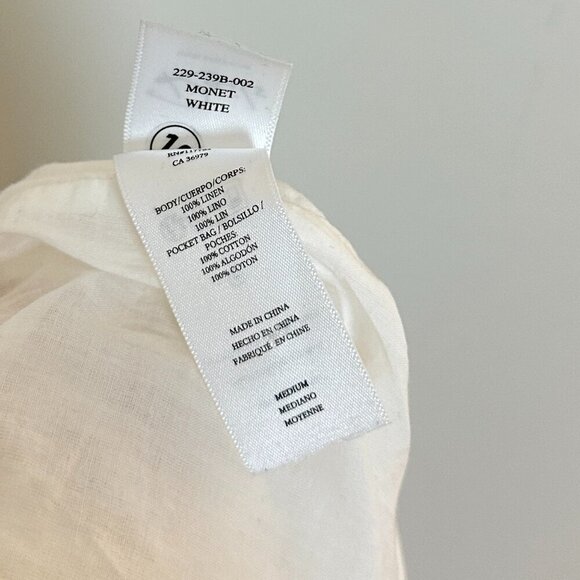 229-239B-002
MONET
WHITE
CA 36979
BODY/CUERPO/CORPS:
100% LINEN
100% LINO
100% LIN
POCKET BAG / BOLSILLO /
POCHES:
100% COTTON
100% ALGODÓN
100% COTON
MADE IN CHINA
HECHO EN CHINA
FABRIQUÉ EN CHINE
MEDIUM
MEDIANO
MOYENNE